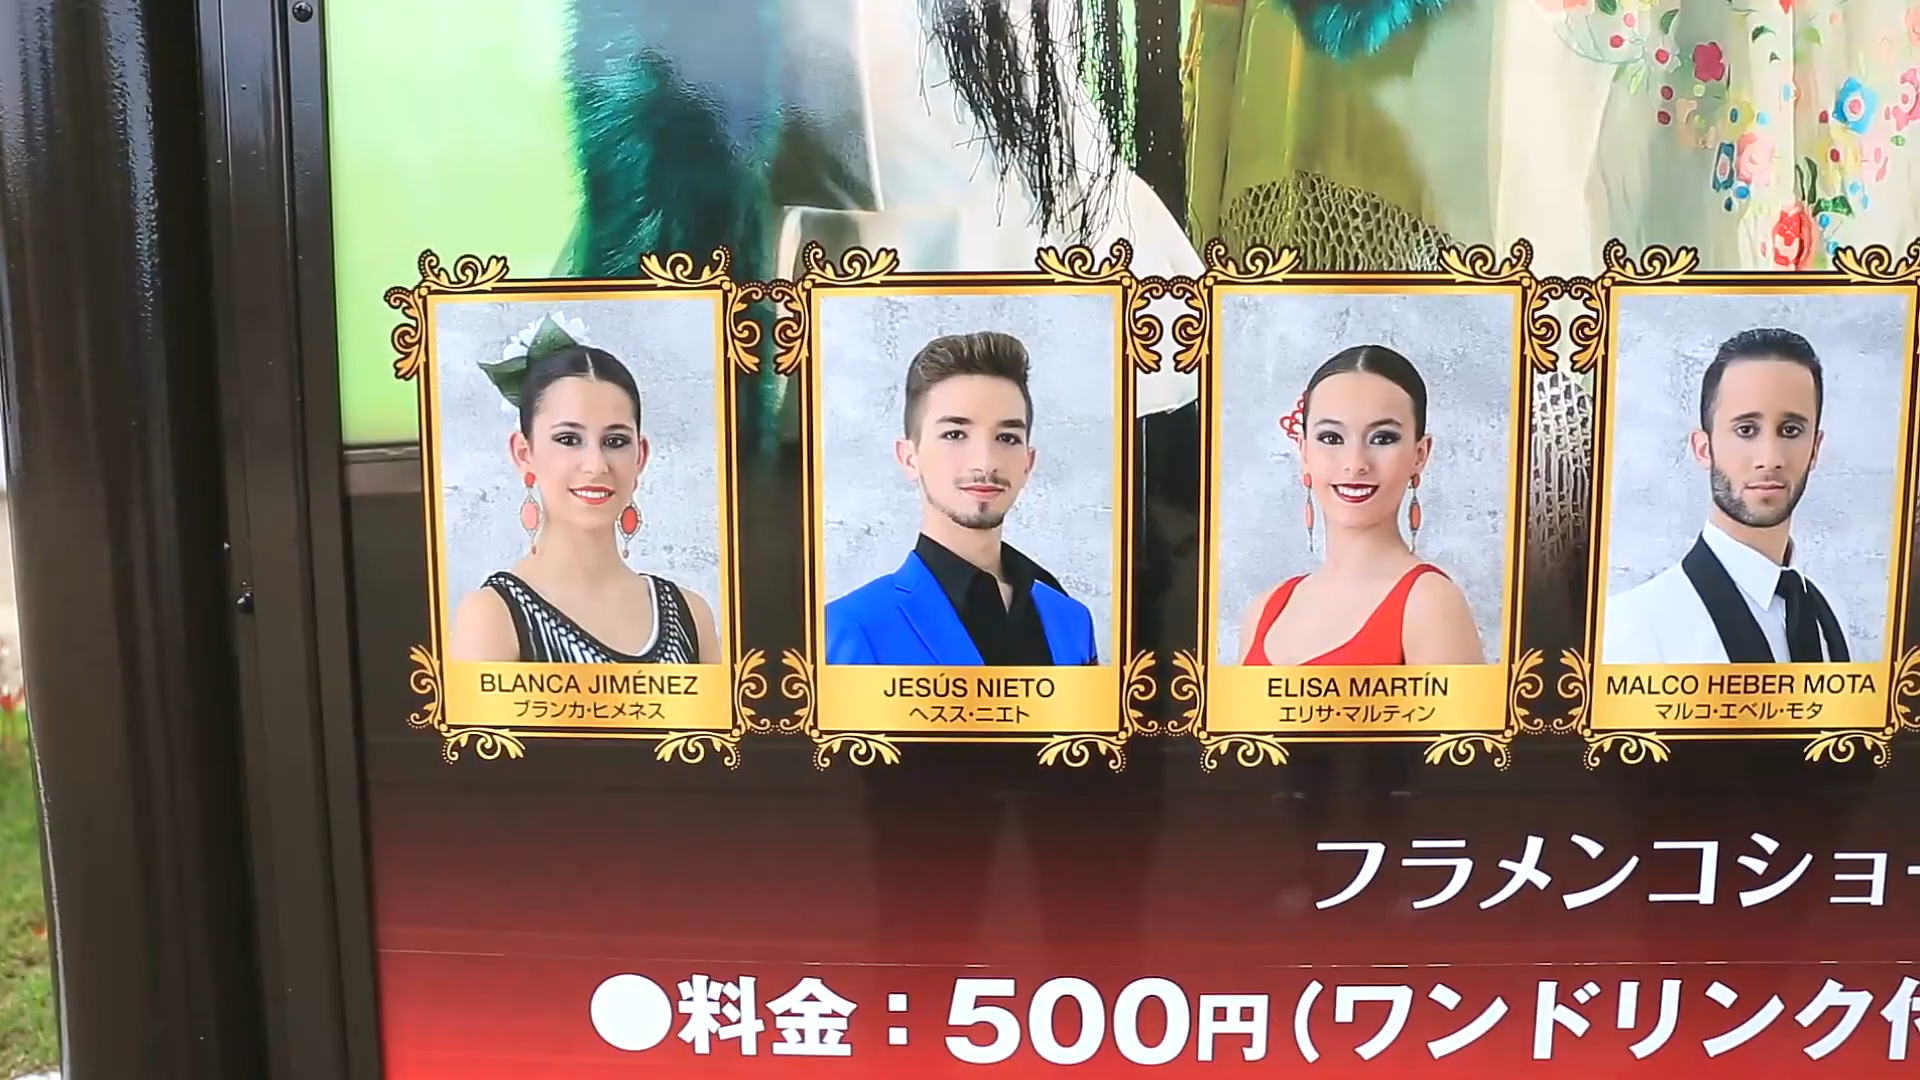 BLANCA JIMÉNEZ
ブランカ・ヒメネス
JESÚS NIETO
ヘスス・ニエト
ELISA MARTÍN
エリサ・マルティン
MALCO HEBER MOTA
マルコ・エベル・モタ
フラメンコショー
●料金：500円（ワンドリンク付